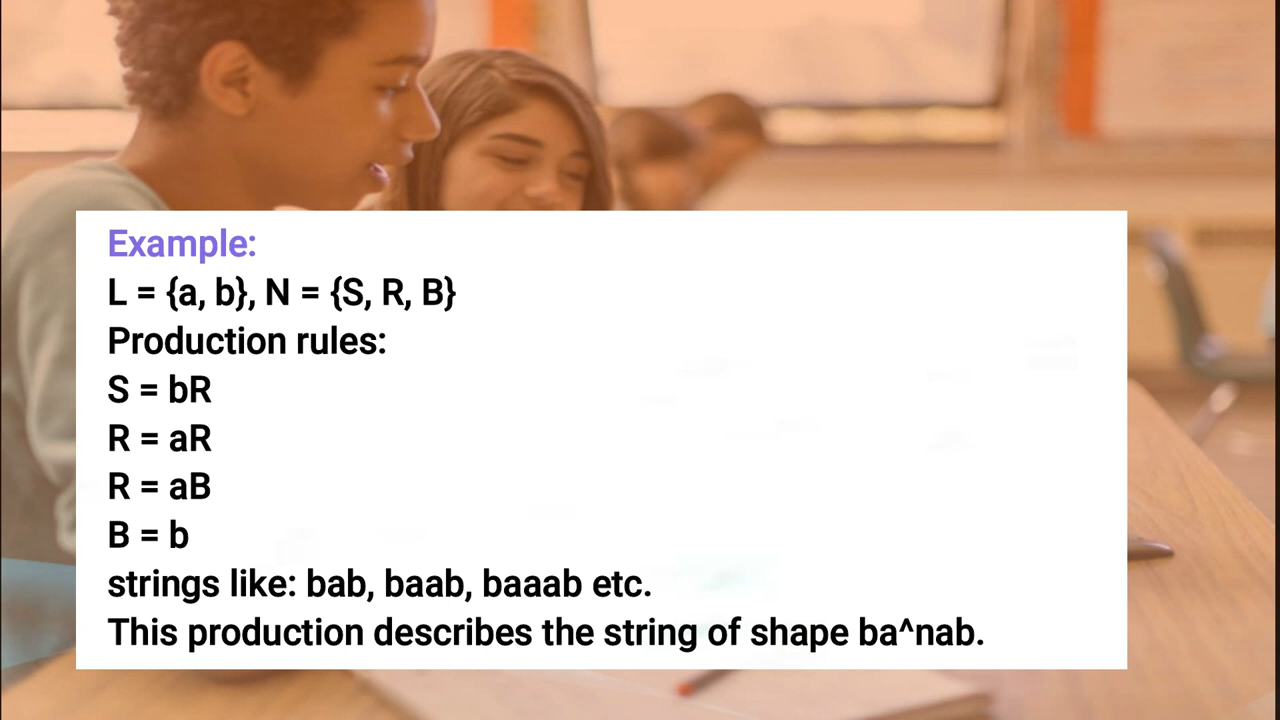 Example:
L = {a, b}, N = {S, R, B}
Production rules:
S = bR
R = aR
R = aB
B = b
strings like: bab, baab, baaab etc.
This production describes the string of shape ba^nab.